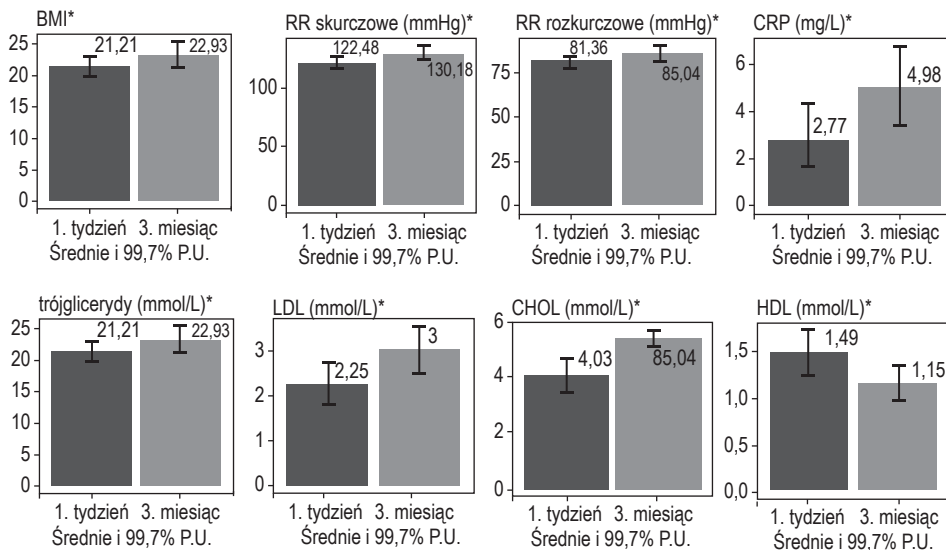 BMI*
25
20
15
10
5
0
21,21
22,93
1. tydzień 3. miesiąc
Średnie i 99,7% P.U.
RR skurczowe (mmHg)*
100
50
0
122,48
130,18
1. tydzień 3. miesiąc
Średnie i 99,7% P.U.
RR rozkurczowe (mmHg)*
75
50
25
0
81,36
85,04
1. tydzień 3. miesiąc
Średnie i 99,7% P.U.
CRP (mg/L)*
6
4
2
0
2,77
4,98
1. tydzień 3. miesiąc
Średnie i 99,7% P.U.
trójglicerydy (mmol/L)*
25
20
15
10
5
0
21,21
22,93
1. tydzień 3. miesiąc
Średnie i 99,7% P.U.
LDL (mmol/L)*
3
2
1
0
2,25
3
1. tydzień 3. miesiąc
Średnie i 99,7% P.U.
CHOL (mmol/L)*
6
4
2
0
4,03
85,04
1. tydzień 3. miesiąc
Średnie i 99,7% P.U.
HDL (mmol/L)*
1,5
1,0
0,5
0,0
1,49
1,15
1. tydzień 3. miesiąc
Średnie i 99,7% P.U.